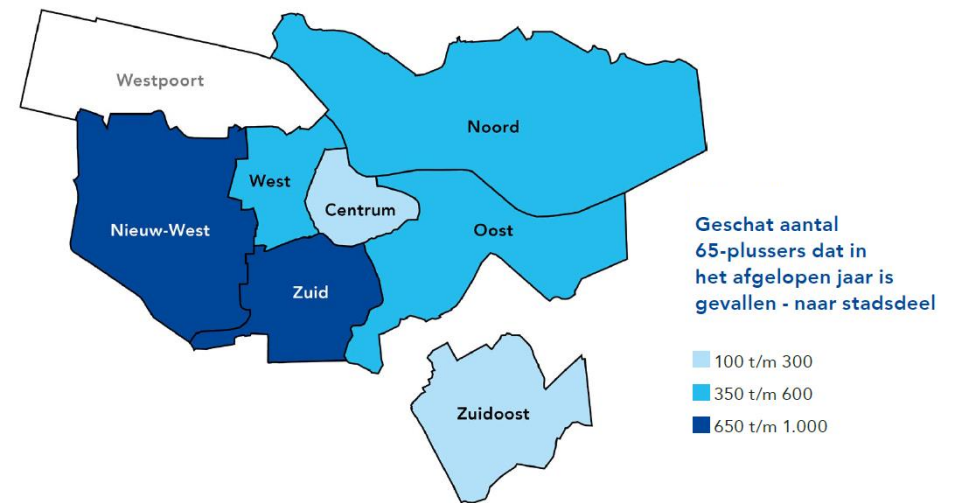 Westpoort
Noord
West
Centrum
Nieuw-West
Oost
Zuid
Zuidoost
Geschat aantal
65-plussers dat in
het afgelopen jaar is
gevallen - naar stadsdeel
100 t/m 300
350 t/m 600
650 t/m 1.000